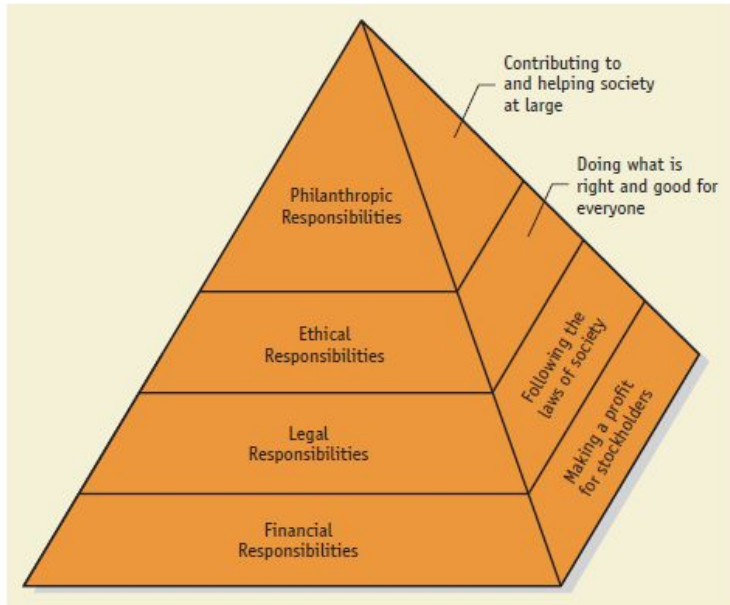 Contributing to
and helping society
at large
Doing what is
right and good for
everyone
Philanthropic
Responsibilities
Ethical
Responsibilities
Following the
laws of society
Legal
Responsibilities
Making a profit
for stockholders
Financial
Responsibilities